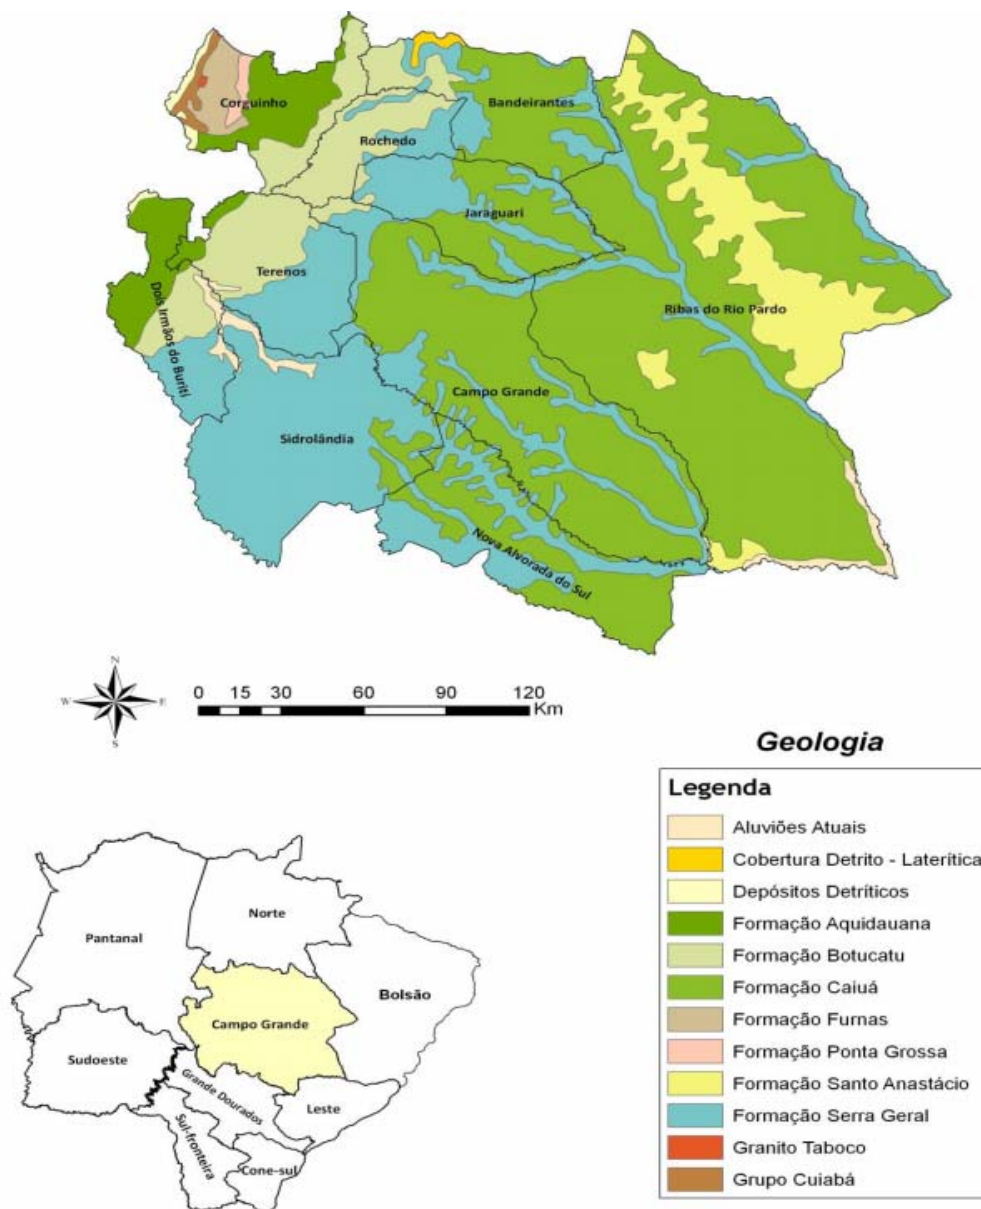 Corguinho
Bandeirantes
Rochedo
Jaraguari
Terenos
Dois Irmãos do Buriti
Ribas do Rio Pardo
Campo Grande
Sidrolândia
Nova Alvorada do Sul
N
W
E
S
0 15 30 60 90 120
Km
Geologia
Legenda
Aluviões Atuais
Cobertura Detrito - Laterítica
Depósitos Detríticos
Formação Aquidauana
Formação Botucatu
Formação Caiuá
Formação Furnas
Formação Ponta Grossa
Formação Santo Anastácio
Formação Serra Geral
Granito Taboco
Grupo Cuiabá
Norte
Pantanal
Bolsão
Campo Grande
Sudoeste
Grande Dourados
Leste
Sul-fronteira
Cone-sul